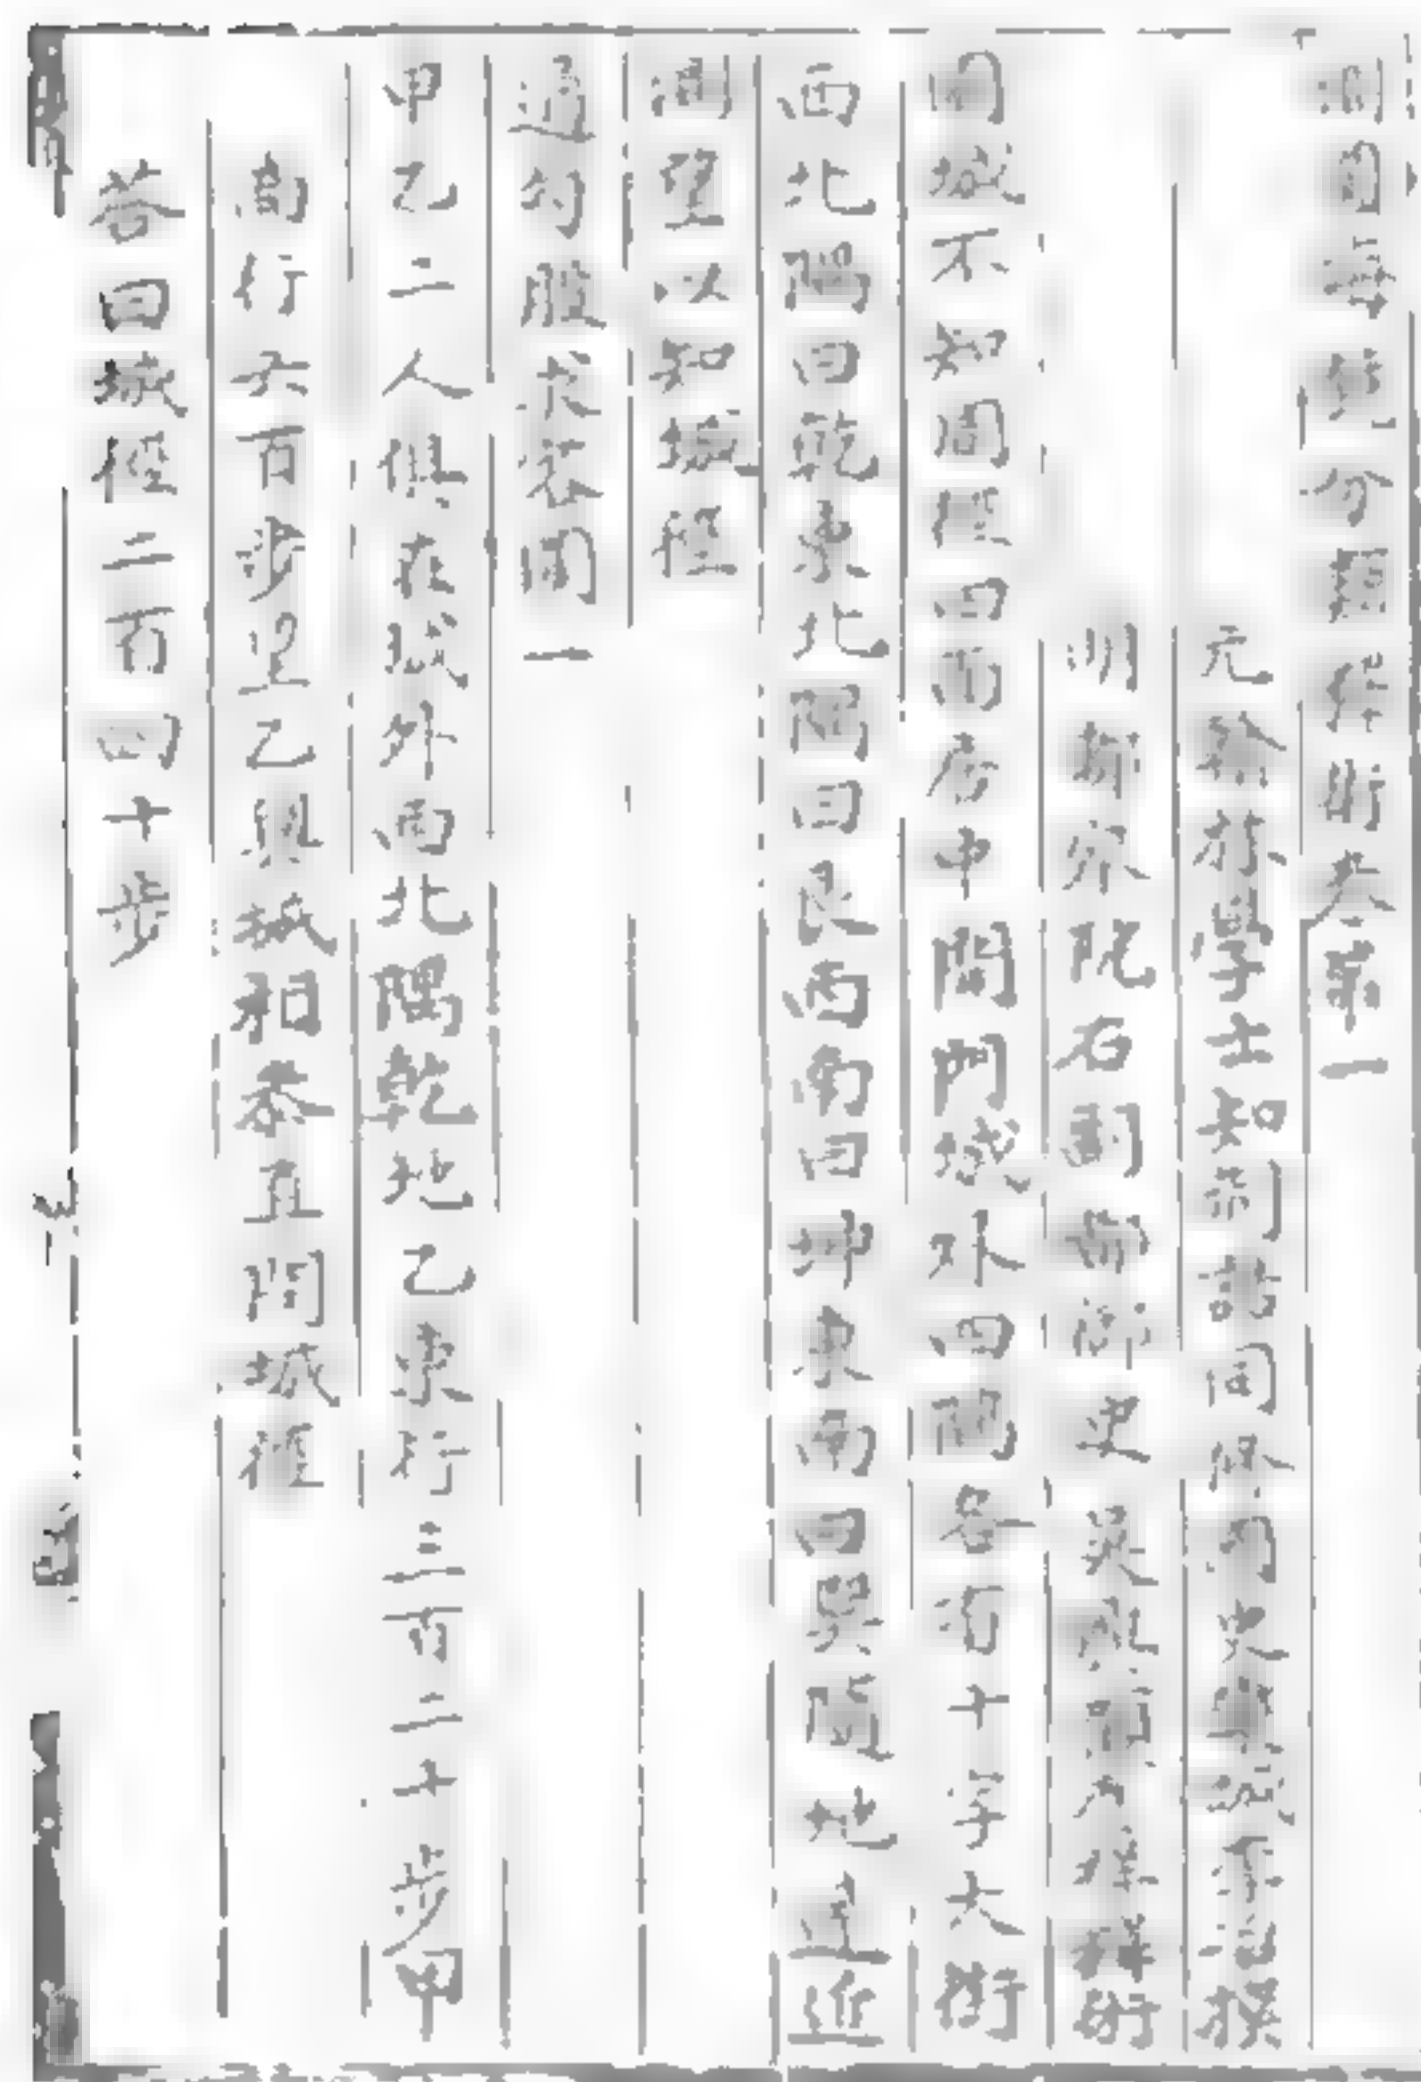 測圓海鏡分類釋術卷第一
元翰林學士知制誥同修國史欒城李冶撰
明都察院右副都御史吳興顧應祥釋術
圓城不知周徑四面居中開門城外四隅各有十字大街
西北隅曰乾東北隅曰艮西南曰坤東南曰巽隨地遠近
測望以知城徑
通勾股求容圓一
甲乙二人俱在城外西北隅乾地乙東行三百二十步甲
南行六百步望乙與城相叅直問城徑
荅曰城徑二百四十步